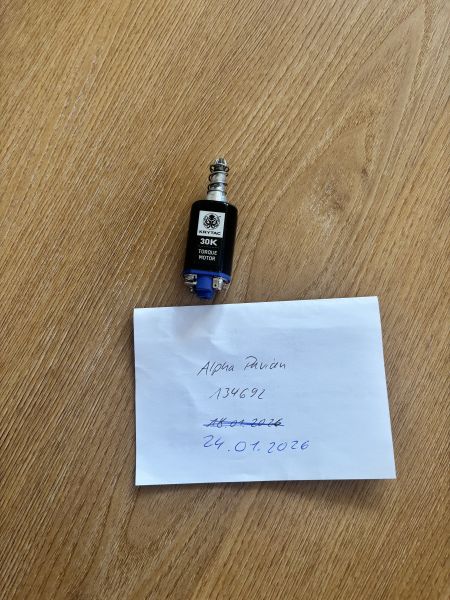 KRYTAC
30K
TORQUE
MOTOR
Alpha Pavian
134692
18.01.2026
24.01.2026